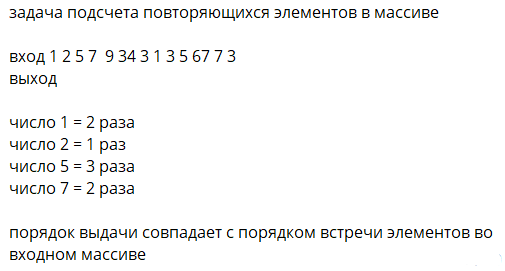 задача подсчета повторяющихся элементов в массиве
вход 1 2 5 7  9 34 3 1 3 5 67 7 3
выход
число 1 = 2 раза
число 2 = 1 раз
число 5 = 3 раза
число 7 = 2 раза
порядок выдачи совпадает с порядком встречи элементов во
входном массиве